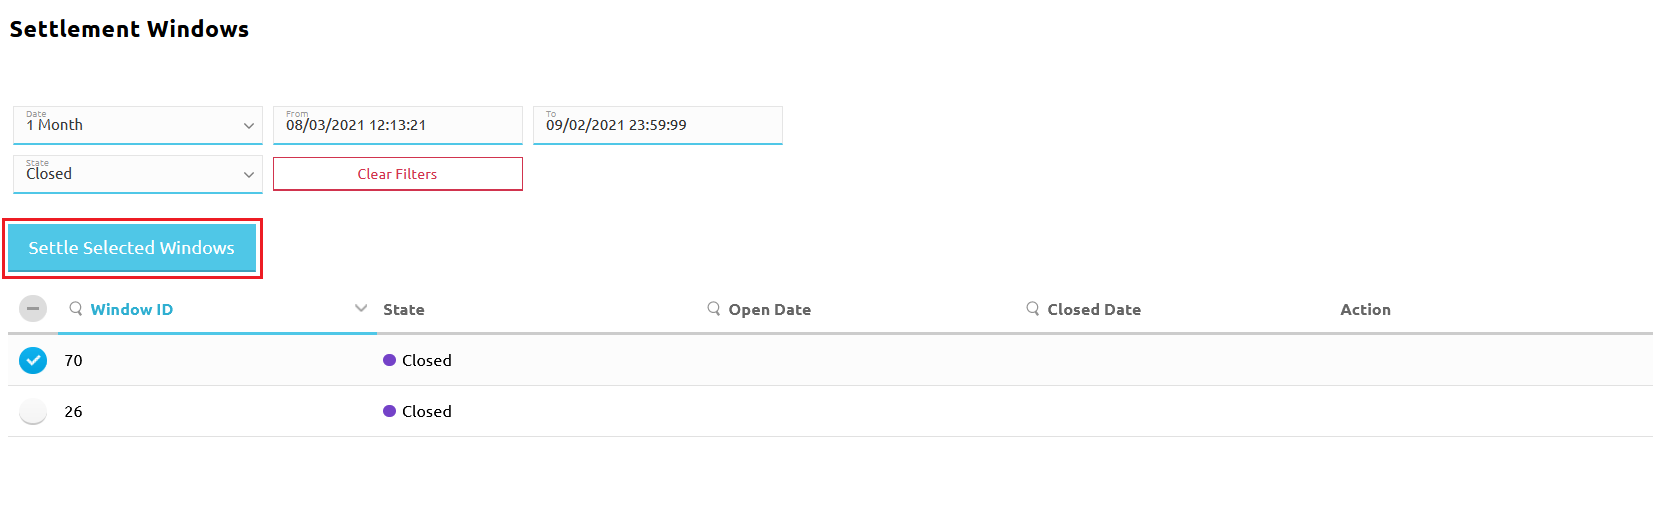 Settlement Windows
Date
1 Month
From
08/03/2021 12:13:21
To
09/02/2021 23:59:99
State
Closed
Clear Filters
Settle Selected Windows
Window ID State Open Date Closed Date Action
70 Closed
26 Closed